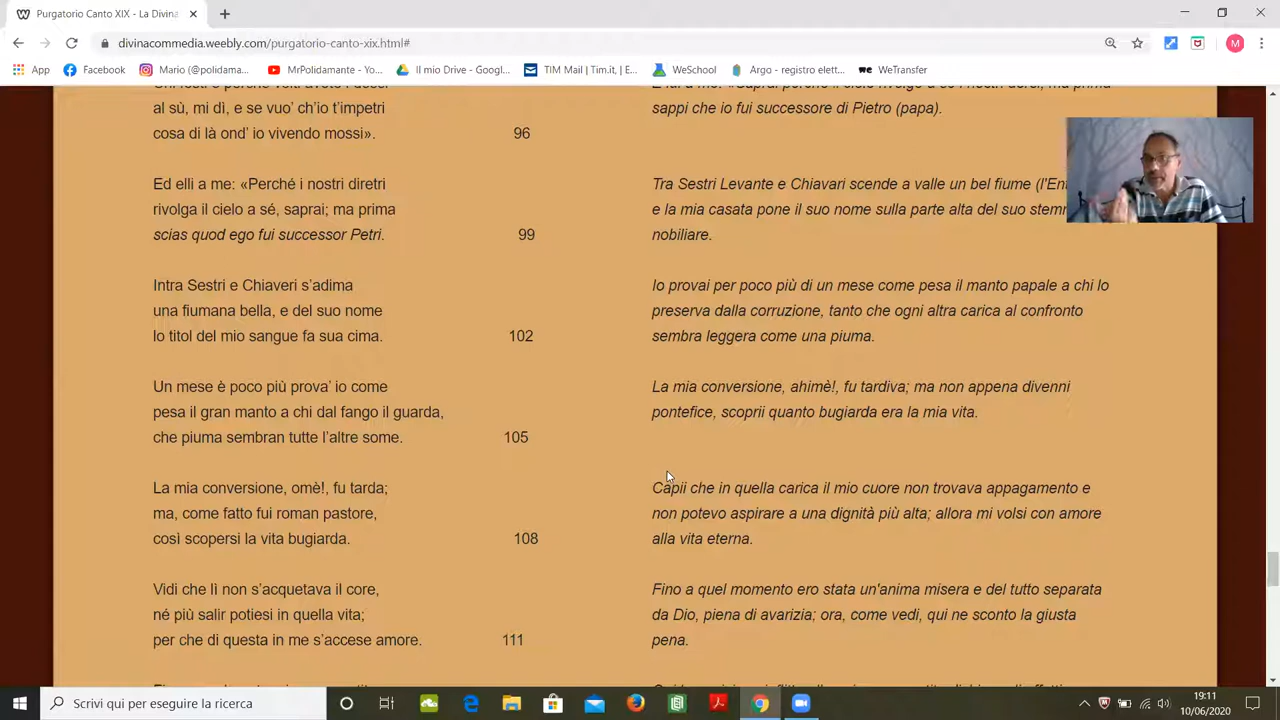 Purgatorio Canto XIX - La Divina
divinacommedia.weebly.com/purgatorio-canto-xix.html#
M
App
Facebook
Mario (@polidama...
MrPolidamante - Yo...
Il mio Drive - Googl...
TIM Mail | Tim.it, | E...
WeSchool
Argo - registro elett...
WeTransfer
al sù, mi dì, e se vuo’ ch’io t’impetri
cosa di là ond’ io vivendo mossi». 96
Ed elli a me: «Perché i nostri diretri
rivolga il cielo a sé, saprai; ma prima
scias quod ego fui successor Petri. 99
Intra Sestri e Chiaveri s’adima
una fiumana bella, e del suo nome
lo titol del mio sangue fa sua cima. 102
Un mese è poco più prova’ io come
pesa il gran manto a chi dal fango il guarda,
che piuma sembran tutte l’altre some. 105
La mia conversione, omè!, fu tarda;
ma, come fatto fui roman pastore,
così scopersi la vita bugiarda. 108
Vidi che lì non s’acquetava il core,
né più salir potiesi in quella vita;
per che di questa in me s’accese amore. 111
sappi che io fui successore di Pietro (papa).
Tra Sestri Levante e Chiavari scende a valle un bel fiume
e la mia casata pone il suo nome sulla parte alta del suo stemm
nobiliare.
Io provai per poco più di un mese come pesa il manto papale a chi lo
preserva dalla corruzione, tanto che ogni altra carica al confronto
sembra leggera come una piuma.
La mia conversione, ahimè!, fu tardiva; ma non appena divenni
pontefice, scoprii quanto bugiarda era la mia vita.
Capii che in quella carica il mio cuore non trovava appagamento e
non potevo aspirare a una dignità più alta; allora mi volsi con amore
alla vita eterna.
Fino a quel momento ero stata un'anima misera e del tutto separata
da Dio, piena di avarizia; ora, come vedi, qui ne sconto la giusta
pena.
Scrivi qui per eseguire la ricerca
19:11
10/06/2020